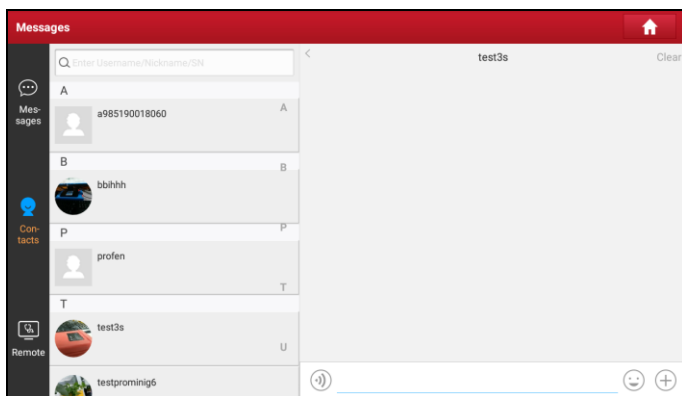 Messages
Enter Username/Nickname/SN
test3s
Clear
Mes-
sages
Con-
tacts
Remote
A
a985190018060
B
bbihhh
P
profen
T
test3s
testprominig6
A
B
P
T
U